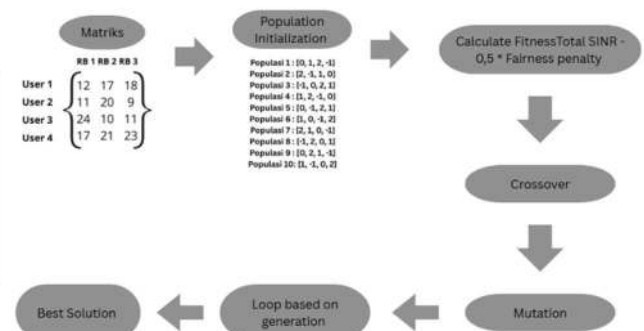 Matriks
RB 1 RB 2 RB 3
User 1 12 17 18
User 2 11 20 9
User 3 24 10 11
User 4 17 21 23
Population
Initialization
Populasi 1 : [0, 1, 2, -1]
Populasi 2 : [2, -1, 1, 0]
Populasi 3 : [-1, 0, 2, 1]
Populasi 4 : [1, 2, -1, 0]
Populasi 5 : [0, -1, 2, 1]
Populasi 6 : [1, 0, -1, 2]
Populasi 7 : [2, 1, 0, -1]
Populasi 8 : [-1, 2, 0, 1]
Populasi 9 : [0, 2, 1, -1]
Populasi 10: [1, -1, 0, 2]
Calculate FitnessTotal SINR -
0,5 * Fairness penalty
Crossover
Mutation
Loop based on
generation
Best Solution